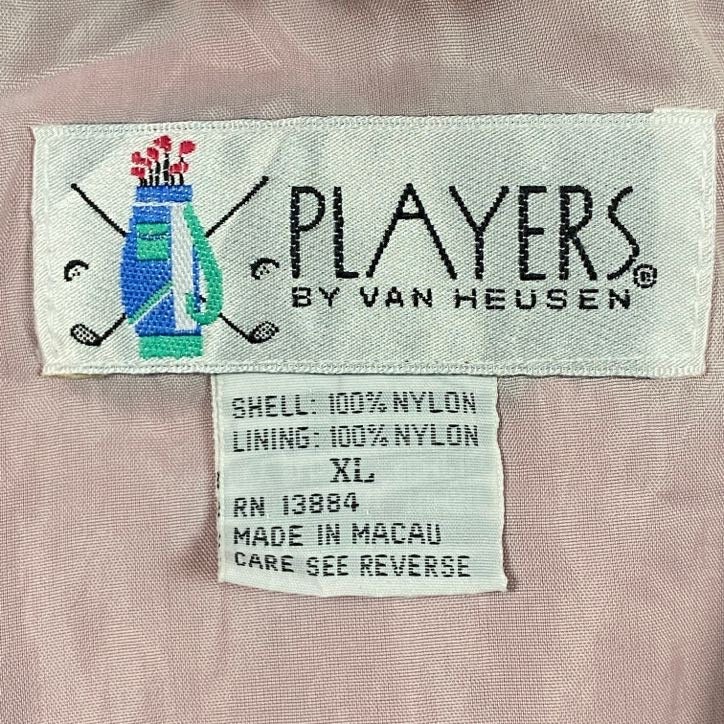 PLAYERS®
BY VAN HEUSEN
SHELL: 100% NYLON
LINING: 100% NYLON
XL
RN 13884
MADE IN MACAU
CARE SEE REVERSE